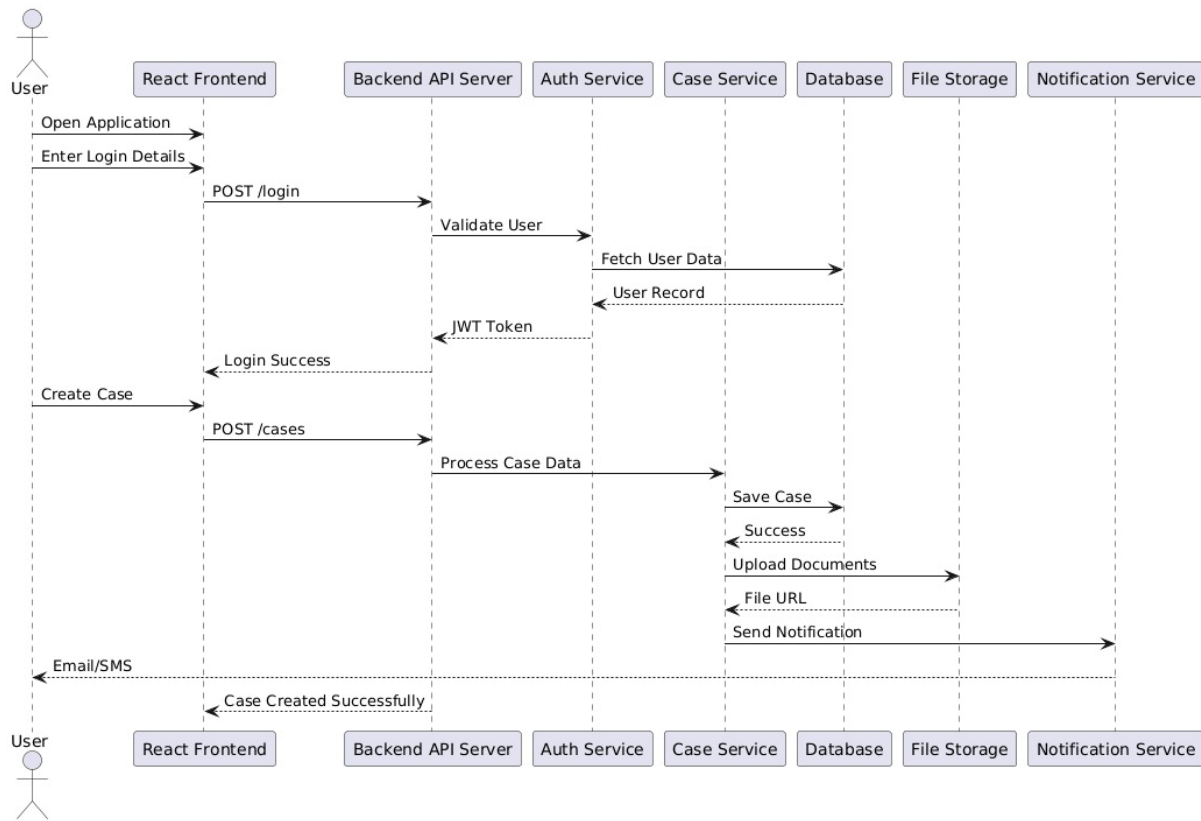 User
React Frontend
Backend API Server
Auth Service
Case Service
Database
File Storage
Notification Service
Open Application
Enter Login Details
POST /login
Validate User
Fetch User Data
User Record
JWT Token
Login Success
Create Case
POST /cases
Process Case Data
Save Case
Success
Upload Documents
File URL
Send Notification
Email/SMS
Case Created Successfully
User
React Frontend
Backend API Server
Auth Service
Case Service
Database
File Storage
Notification Service